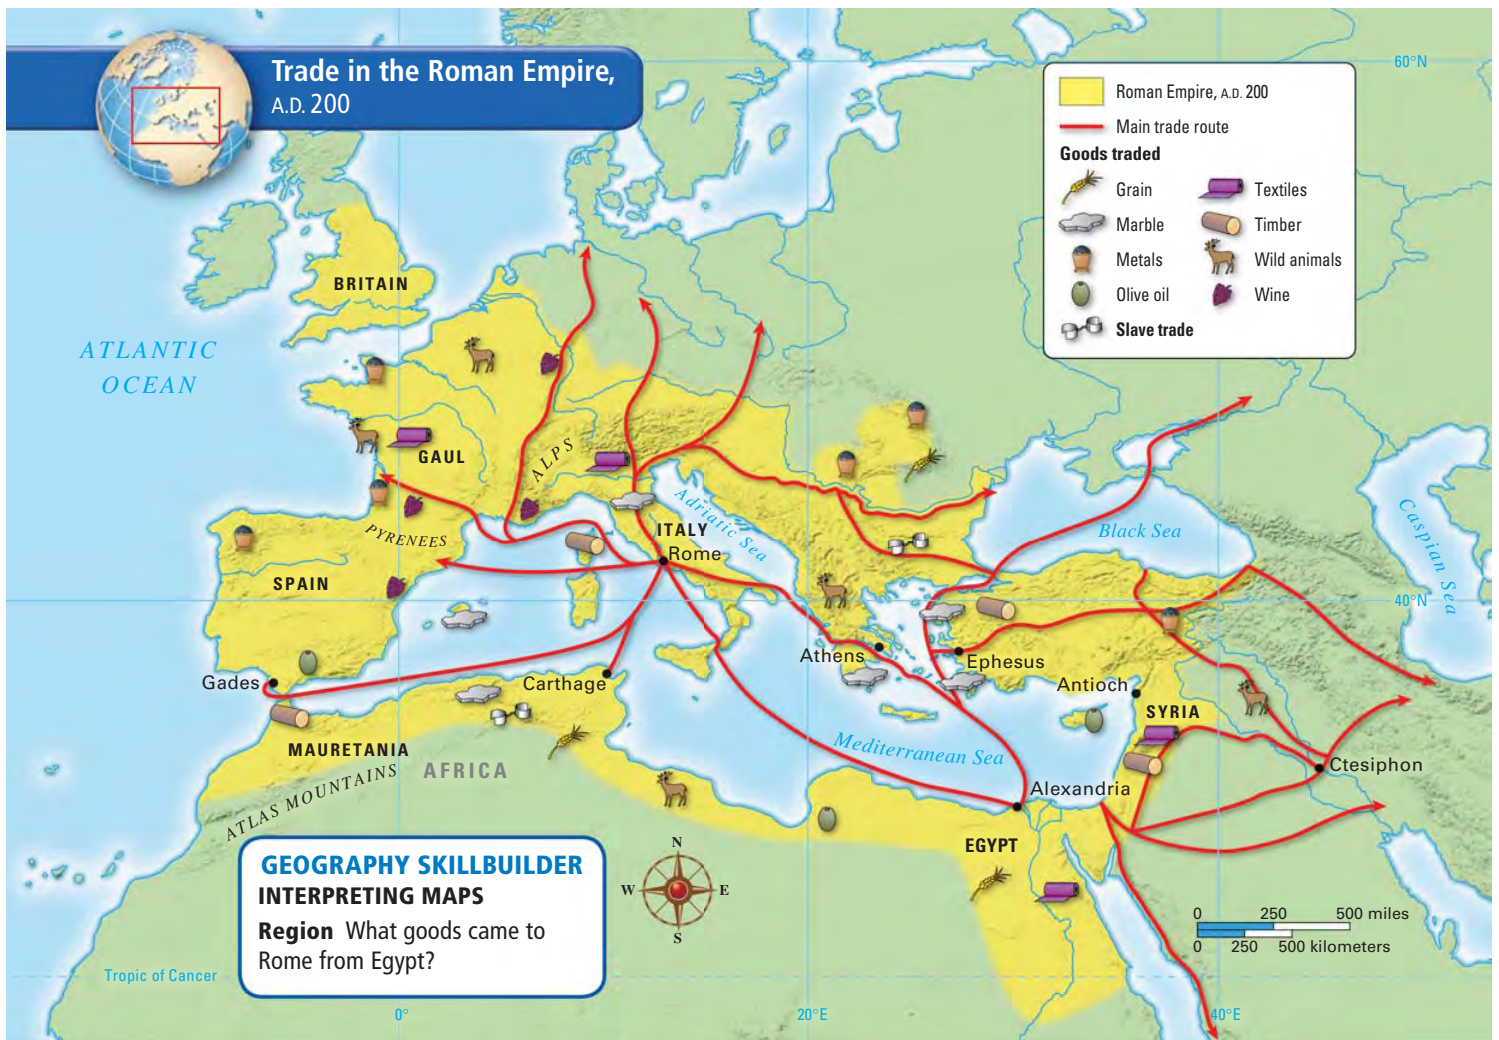 Trade in the Roman Empire,
A.D. 200
60°N
Roman Empire, A.D. 200
Main trade route
Goods traded
Grain
Textiles
Marble
Timber
Metals
Wild animals
Olive oil
Wine
Slave trade
BRITAIN
ATLANTIC
OCEAN
GAUL
ALPS
PYRENEES
SPAIN
ITALY
Rome
Adriatic Sea
Black Sea
Caspian Sea
40°N
Athens
Ephesus
Antioch
SYRIA
Gades
Carthage
MAURETANIA
AFRICA
ATLAS MOUNTAINS
Mediterranean Sea
Ctesiphon
Alexandria
EGYPT
GEOGRAPHY SKILLBUILDER
INTERPRETING MAPS
Region What goods came to
Rome from Egypt?
N
W
E
S
0 250 500 miles
0 250 500 kilometers
Tropic of Cancer
0°
20°E
40°E